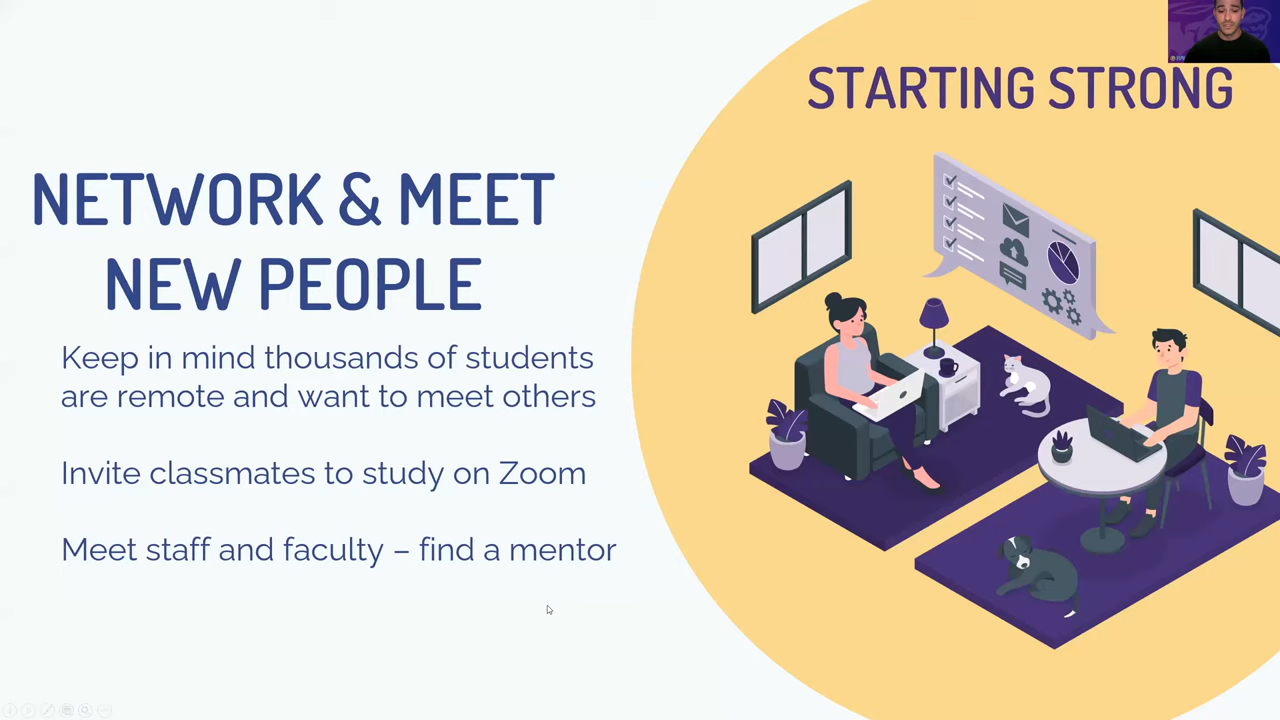 STARTING STRONG
NETWORK & MEET
NEW PEOPLE
Keep in mind thousands of students
are remote and want to meet others
Invite classmates to study on Zoom
Meet staff and faculty – find a mentor